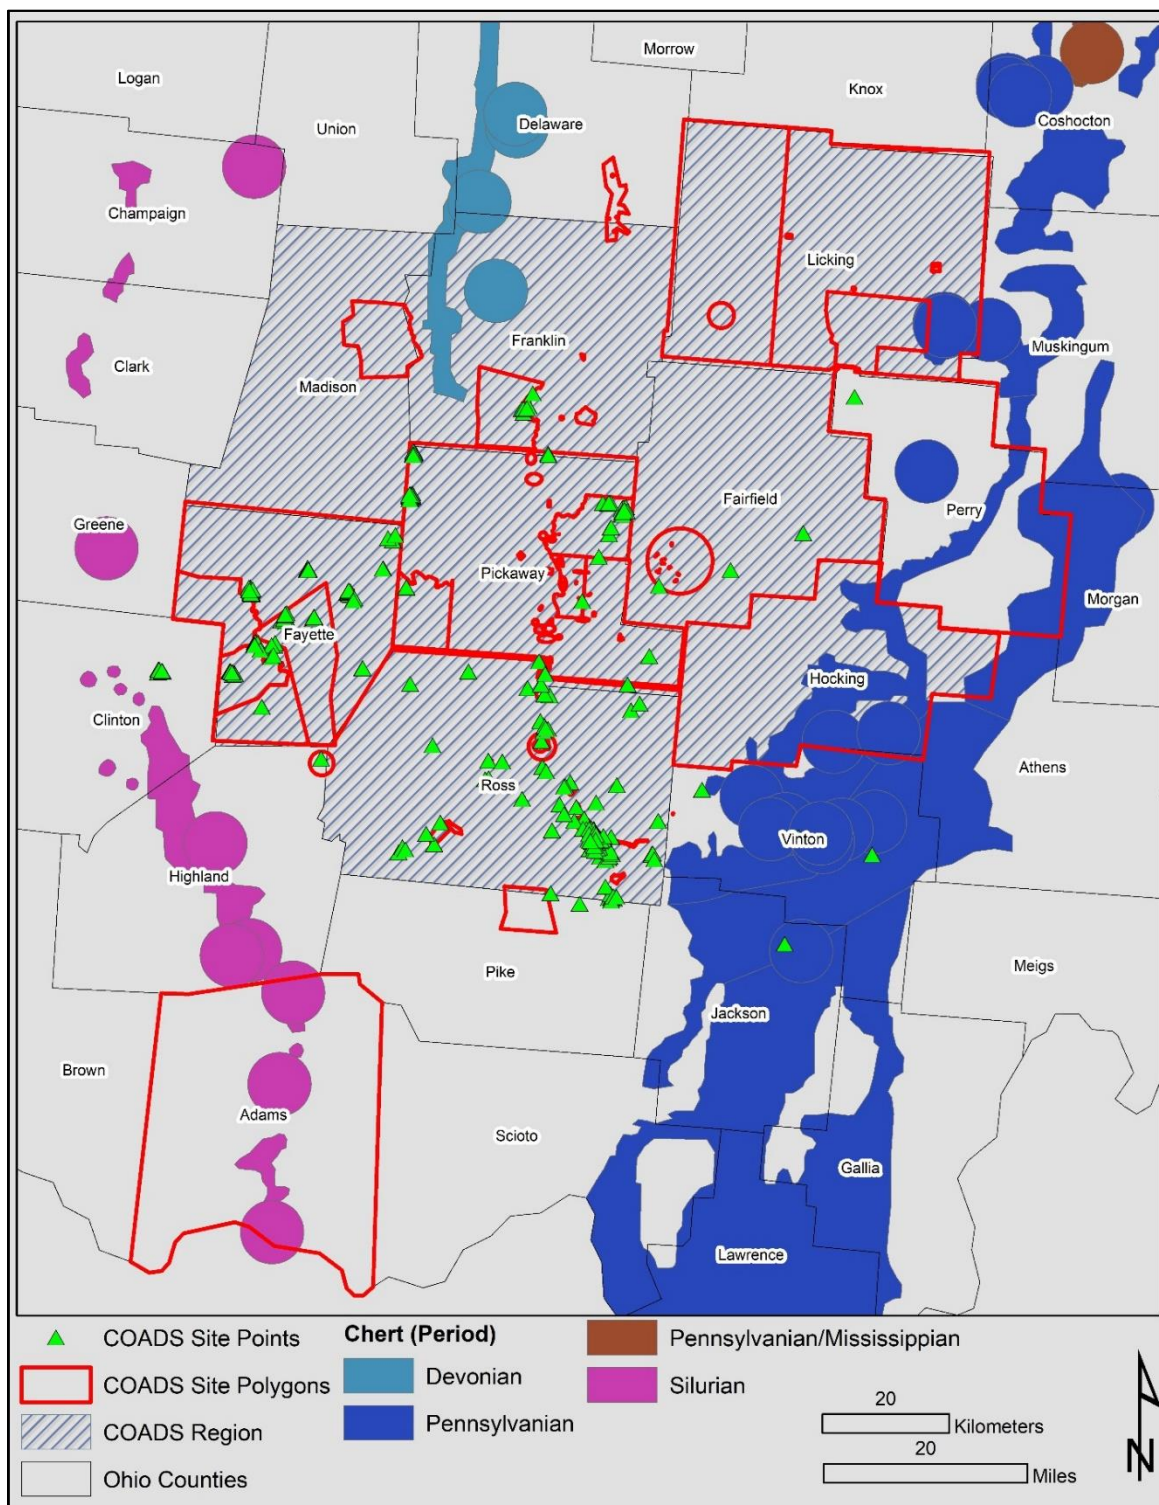 Morrow
Logan
Knox
Union
Delaware
Coshocton
Champaign
Licking
Franklin
Muskingum
Clark
Madison
Fairfield
Perry
Greene
Pickaway
Morgan
Fayette
Hocking
Clinton
Athens
Ross
Vinton
Highland
Meigs
Pike
Jackson
Brown
Adams
Scioto
Gallia
Lawrence
COADS Site Points
COADS Site Polygons
COADS Region
Ohio Counties
Chert (Period)
Devonian
Pennsylvanian
Pennsylvanian/Mississippian
Silurian
20
Kilometers
20
Miles
N